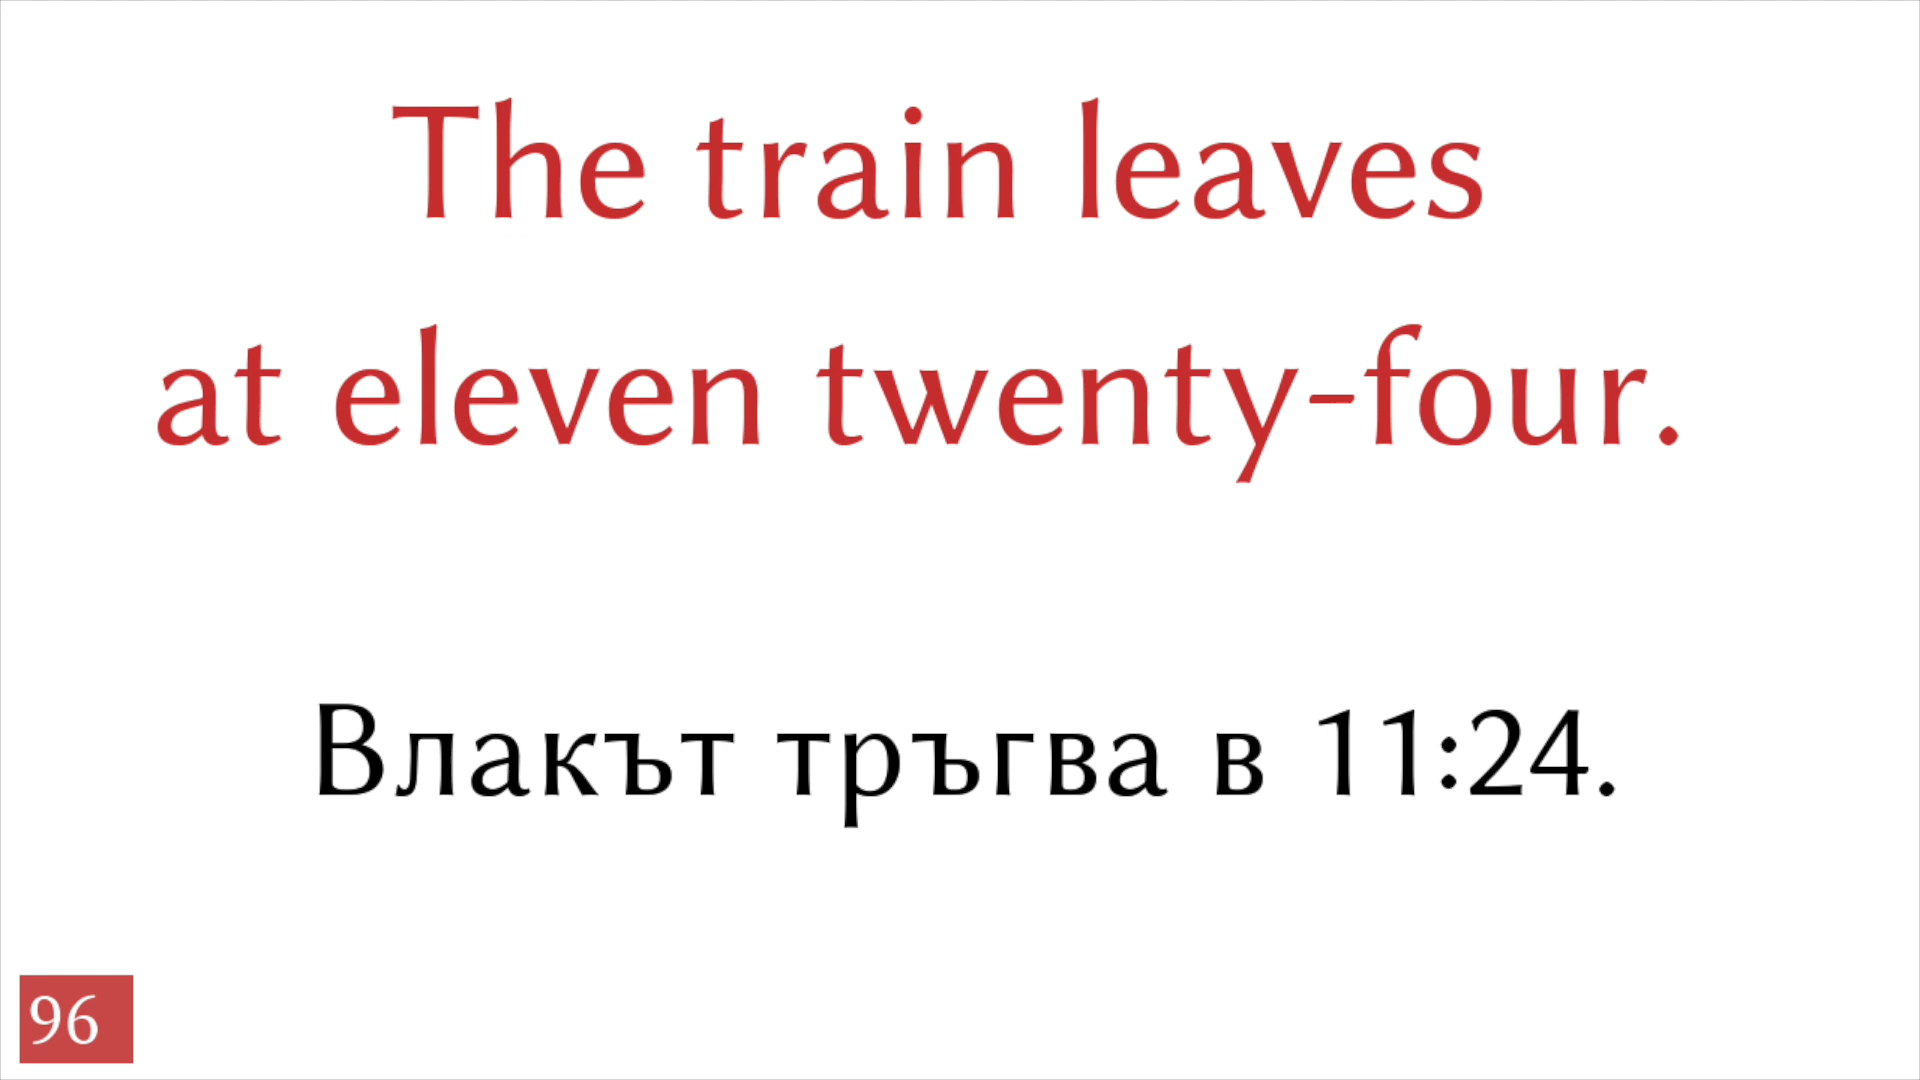 The train leaves
at eleven twenty-four.
Влакът тръгва в 11:24.
96